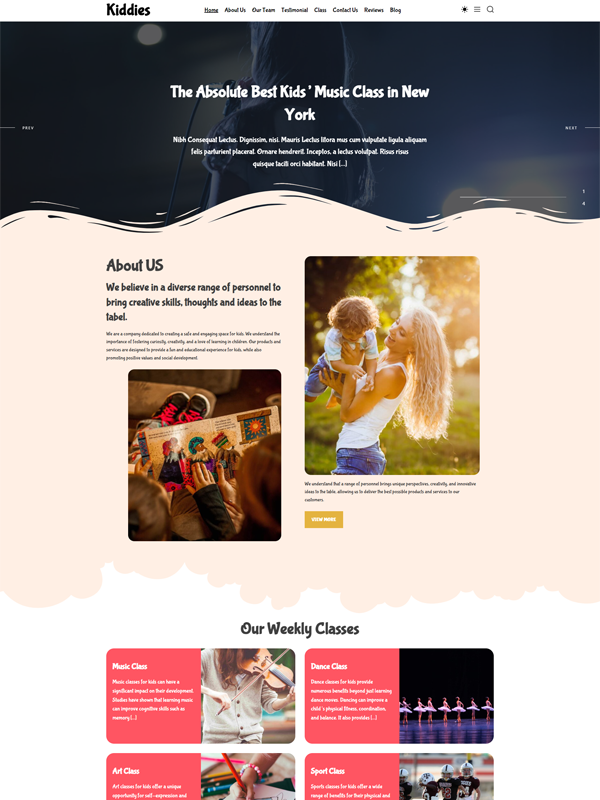 Kiddies
Home About Us Our Team Testimonial Class Contact Us Reviews Blog
The Absolute Best Kids' Music Class in New
York
Nibh Consequat Lectus. Dignissim, nisi. Mauris Lectus litora mus cum vulputate ligula aliquam
felis parturient placerat. Ornare hendrerit. Inceptos, a lectus volutpat. Risus risus
quisque taciti orci habitant. Nisi [...]
PREV
NEXT
1
4
About US
We believe in a diverse range of personnel to
bring creative skills, thoughts and ideas to the
tabel.
We are a company dedicated to creating a safe and engaging space for kids. We understand the
importance of fostering curiosity, creativity, and a love of learning in children. Our products and
services are designed to provide a fun and educational experience for kids, while also
promoting positive values and social development.
We understand that a range of personnel brings unique perspectives, creativity, and innovative
ideas to the table, allowing us to deliver the best possible products and services to our
customers.
VIEW MORE
Our Weekly Classes
Music Class
Music classes for kids can have a
significant impact on their development.
Studies have shown that learning music
can improve cognitive skills such as
memory [...]
Dance Class
Dance classes for kids provide
numerous benefits beyond just learning
dance moves. Dancing can improve a
child's physical fitness, coordination,
and balance. It also provides [...]
Art Class
Art classes for kids offer a unique
opportunity for self-expression and
Sport Class
Sports classes for kids offer a wide
range of benefits for their physical and